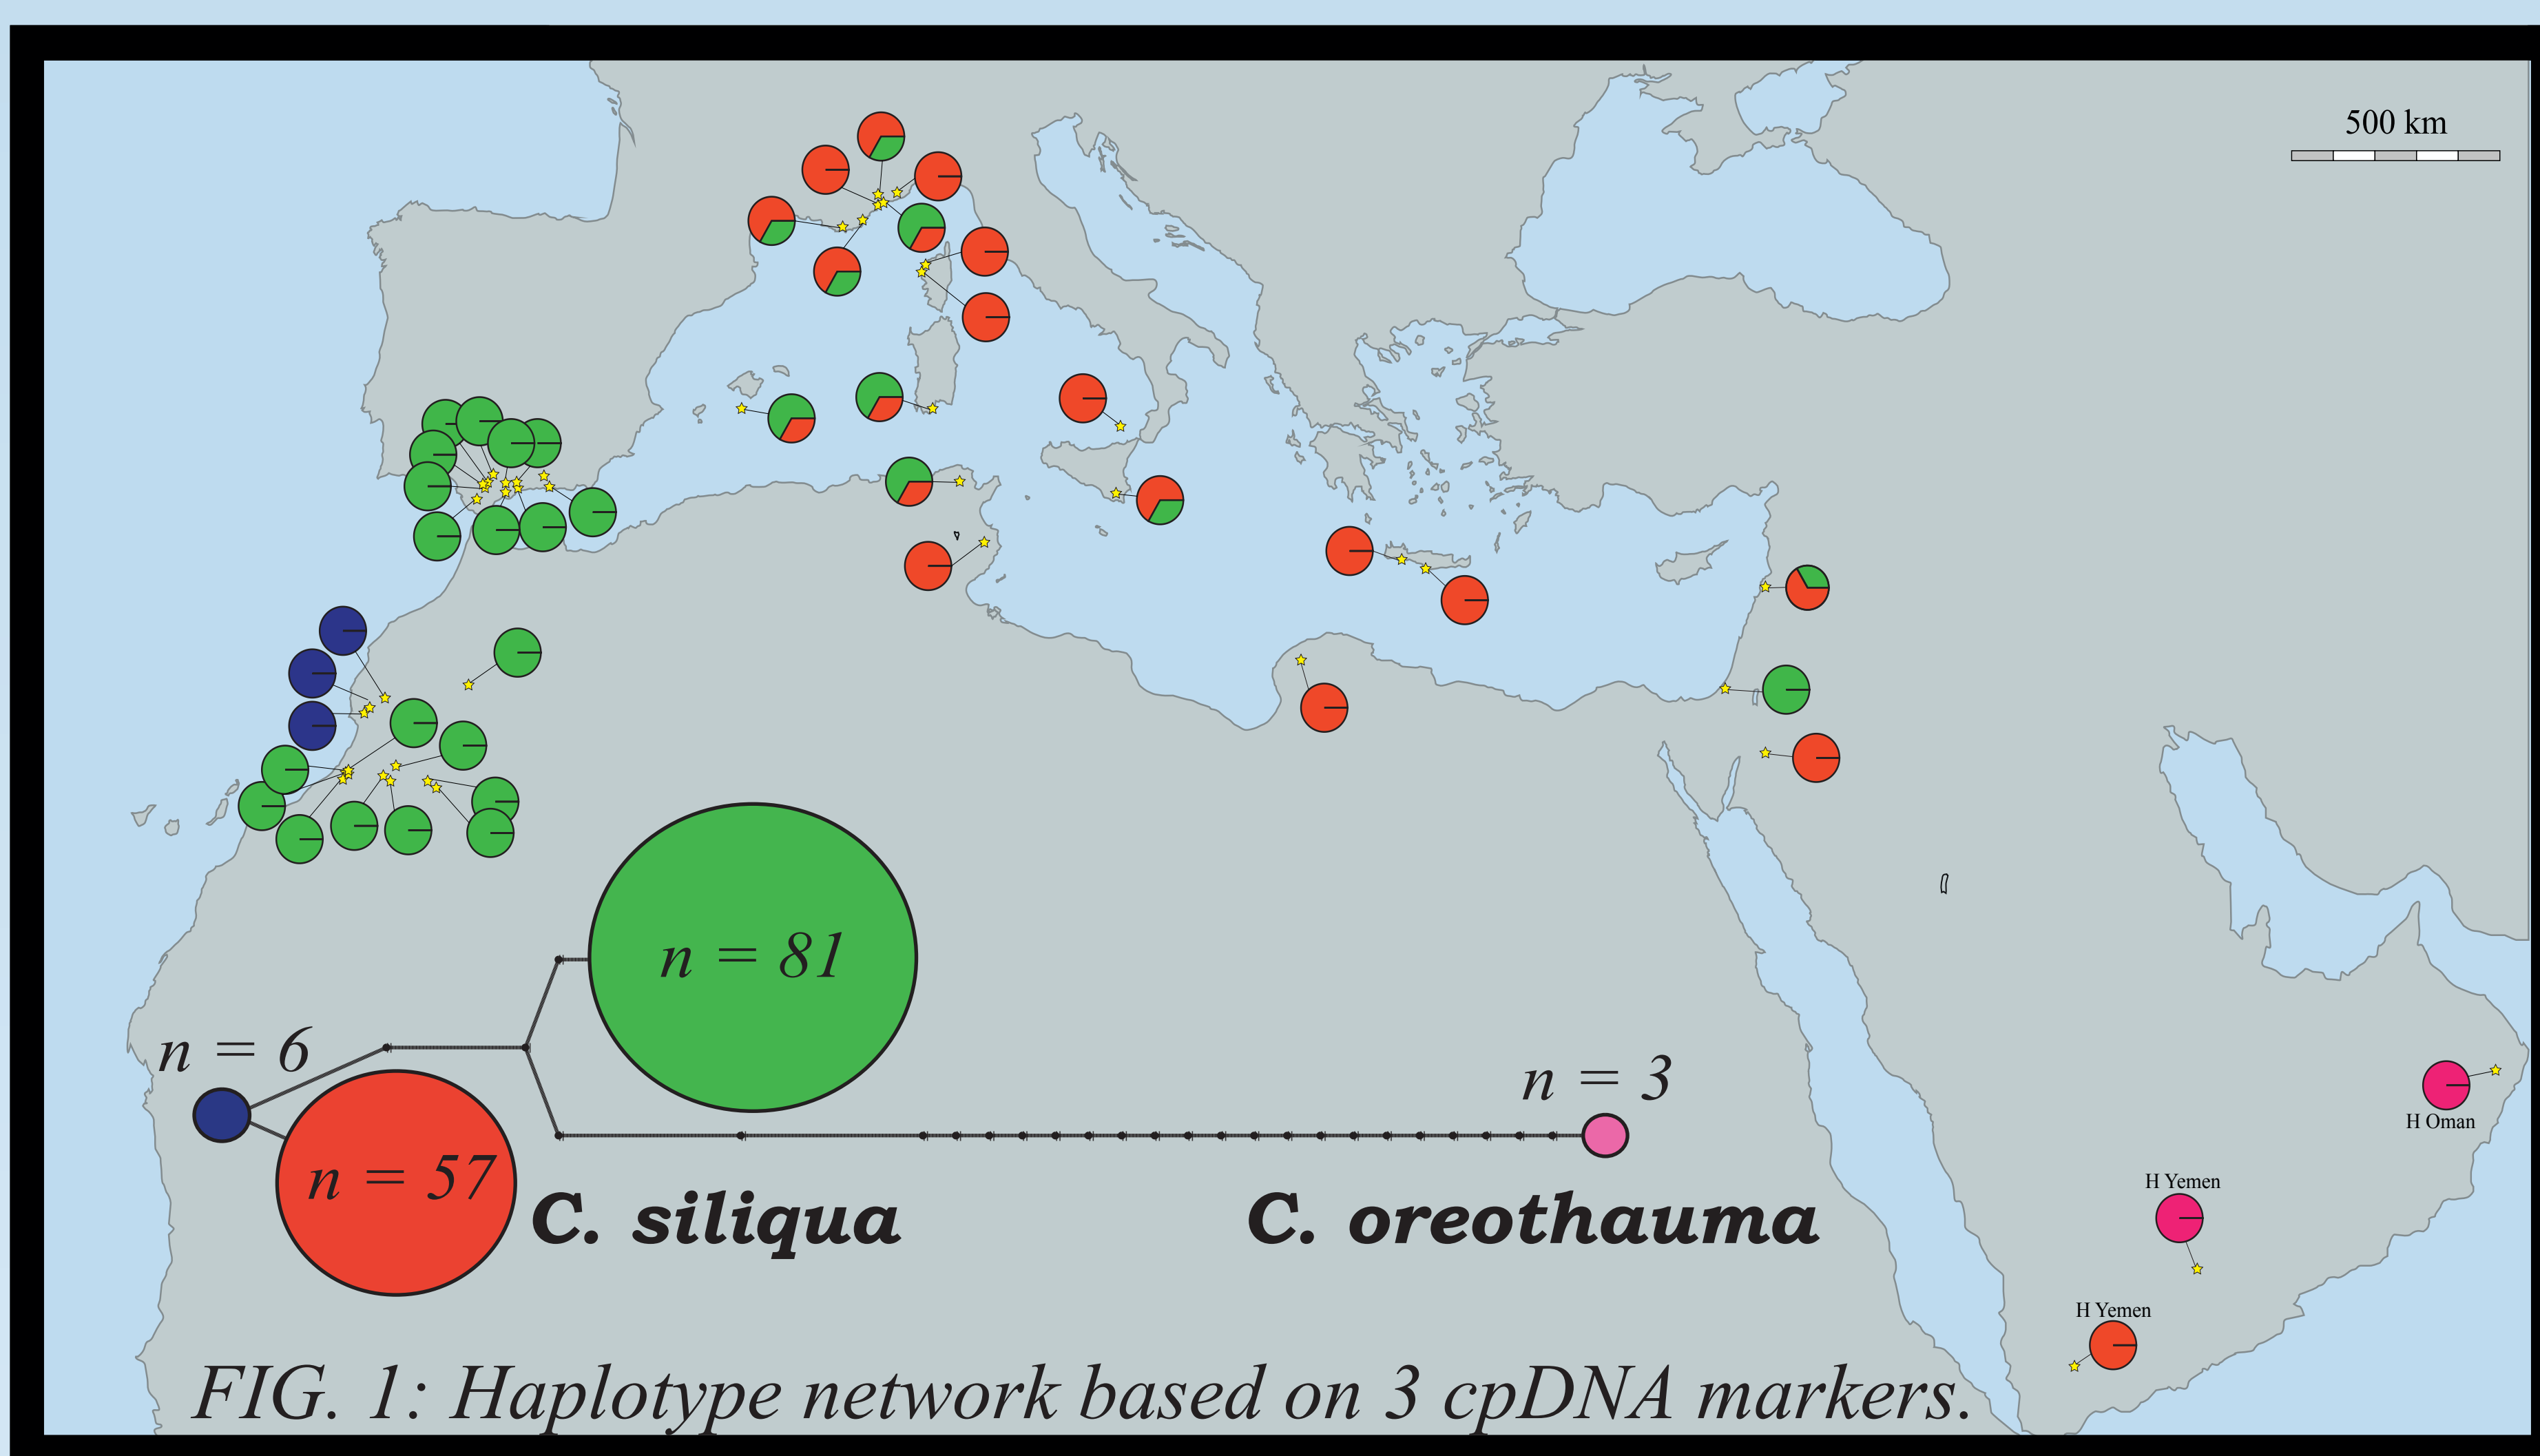 500 km
n = 81
n = 6
n = 3
n = 57
C. siliqua
C. oreothauma
H Oman
H Yemen
H Yemen
FIG. 1: Haplotype network based on 3 cpDNA markers.